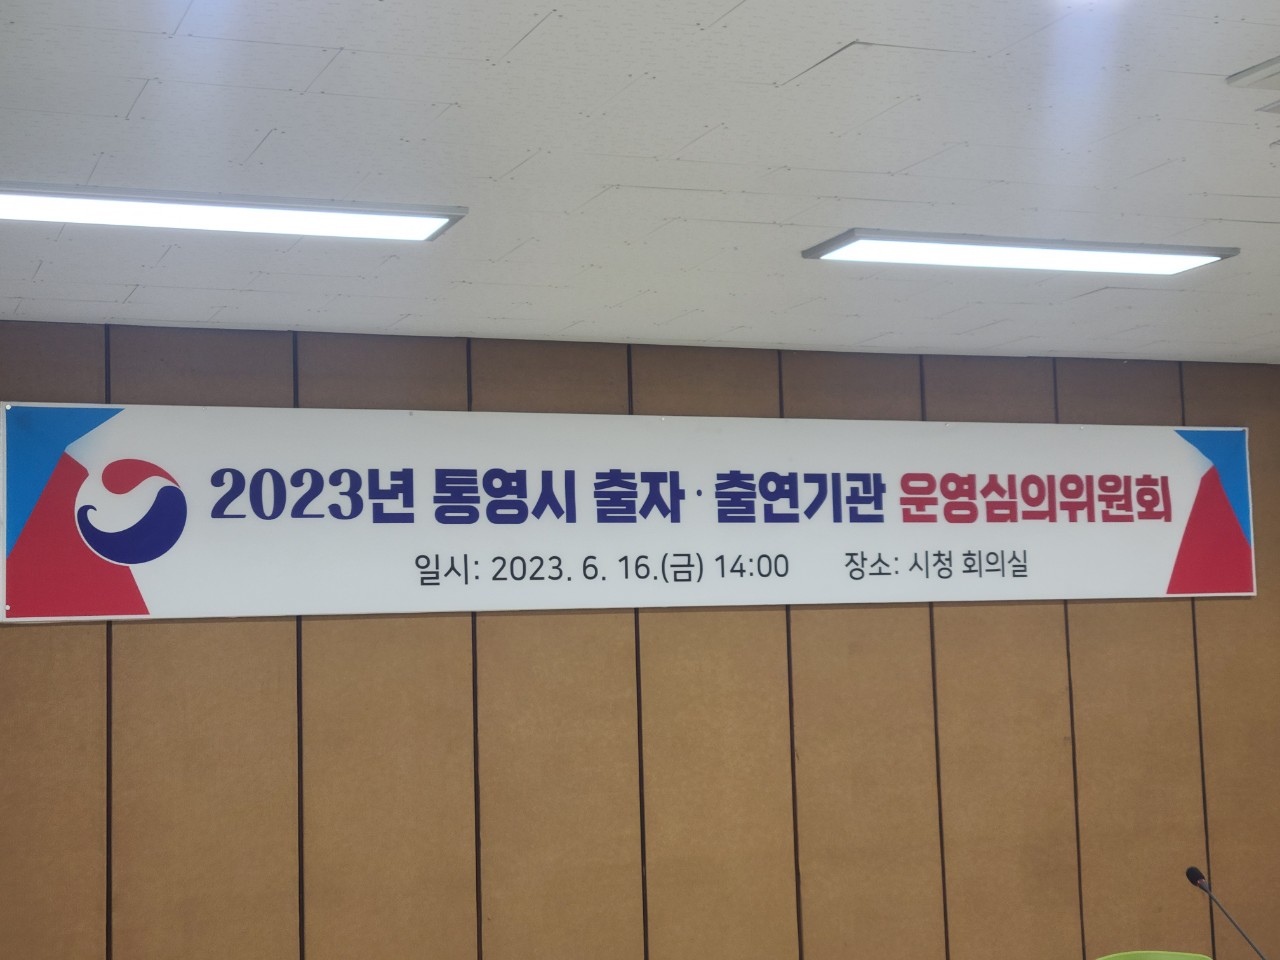 2023년 통영시 출자·출연기관 운영심의위원회
일시: 2023. 6. 16.(금) 14:00 장소: 시청 회의실